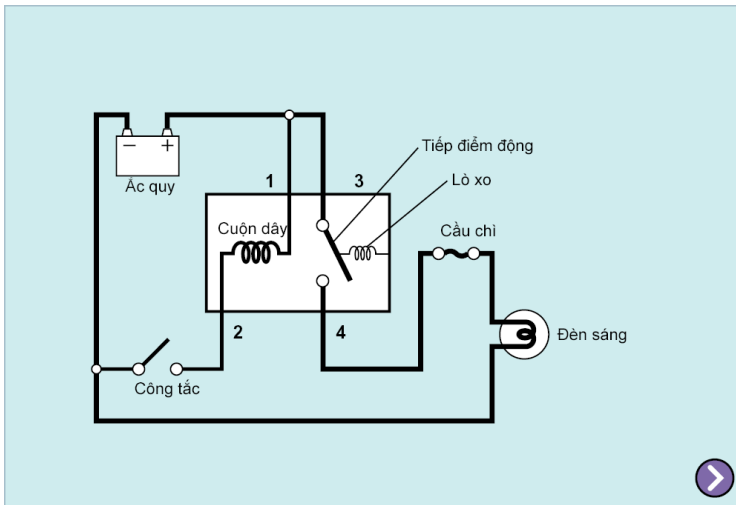 Tiếp điểm động
− +
Ắc quy
1
3
Lò xo
Cuộn dây
Cầu chì
2
4
Đèn sáng
Công tắc